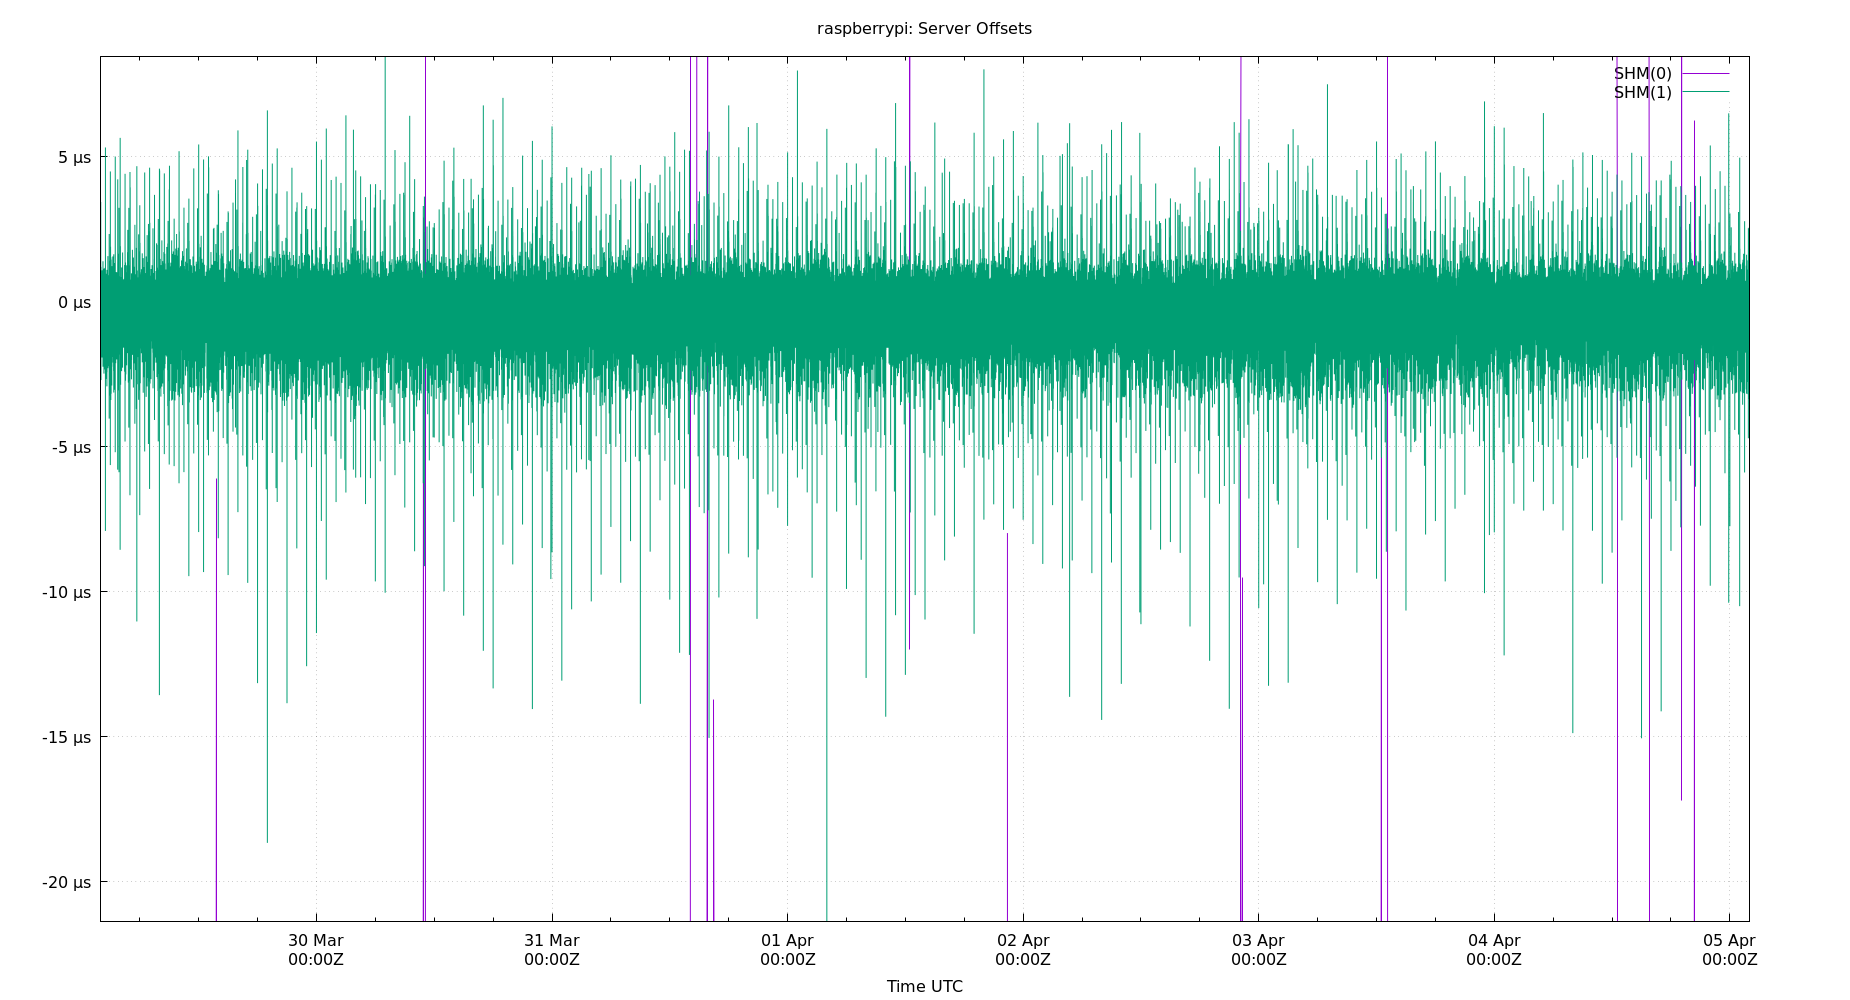 raspberrypi: Server Offsets
SHM(0)
SHM(1)
5 µs
0 µs
-5 µs
-10 µs
-15 µs
-20 µs
30 Mar 31 Mar 01 Apr 02 Apr 03 Apr 04 Apr 05 Apr
00:00Z 00:00Z 00:00Z 00:00Z 00:00Z 00:00Z 00:00Z
Time UTC